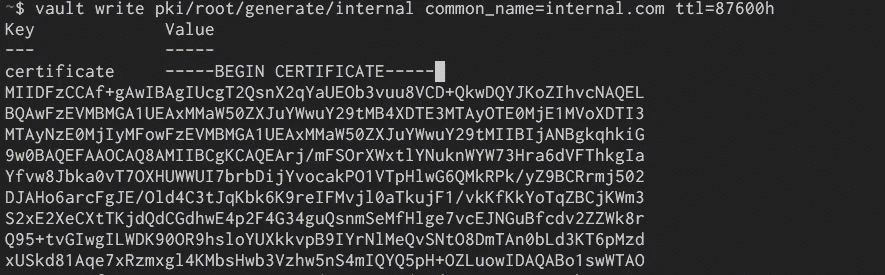 ~$ vault write pki/root/generate/internal common_name=internal.com ttl=87600h
Key Value
--- -----
certificate -----BEGIN CERTIFICATE-----
MIIDFzCCAf+gAwIBAgIUcgT2QsnX2qYaUEOb3vuu8VCD+QkwDQYJKoZIhvcNAQEL
BQAwFzEVMBMGA1UEAxMMaW50ZXJuYWwuY29tMB4XDTE3MTAyOTE0MjE1MVoXDTI3
MTAyNzE0MjIyMFowFzEVMBMGA1UEAxMMaW50ZXJuYWwuY29tMIIBIjANBgkqhkiG
9w0BAQEFAAOCAQ8AMIIBCgKCAQEArj/mFSOrXWxtlYNuknWYW73Hra6dVFThkgIa
Yfvw8Jbka0vT7OXHUWWUI7brbDijYvocakPO1VTpHlwG6QMkRPk/yZ9BCRrmj502
DJAHo6arcFgJE/Old4C3tJqKbk6K9reIFMvjl0aTkujF1/vkKfKkYoTqZBCjKWm3
S2xE2XeCXtTKjdQdCGdhwE4p2F4G34guQsnmSeMfHlge7vcEJNGuBfcdv2ZZWk8r
Q95+tvGIwgILWDK90OR9hsloYUXkkvpB9IYrNlMeQvSNtO8DmTAn0bLd3KT6pMzd
xUSkd81Aqe7xRzmxgl4KMbsHwb3Vzhw5nS4mIQYQ5pH+OZLuowIDAQABo1swWTAO